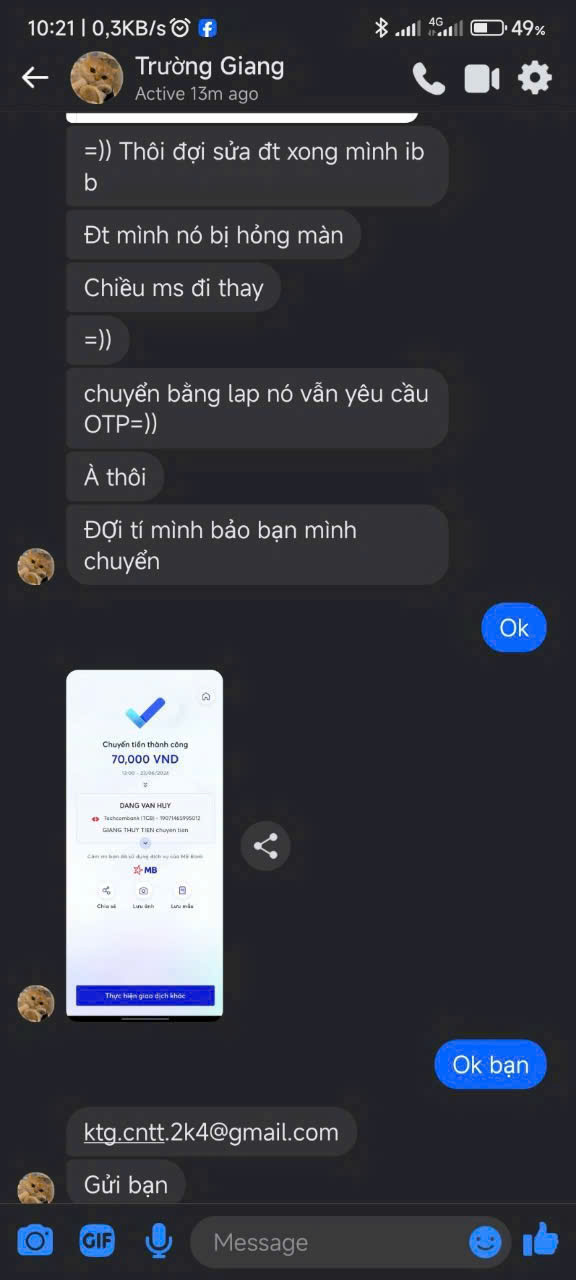 10:21 | 0,3KB/s
4G
49%
Trường Giang
Active 13m ago
=)) Thôi đợi sửa đt xong mình ib
b
Đt mình nó bị hỏng màn
Chiều ms đi thay
=))
chuyển bằng lap nó vẫn yêu cầu
OTP=))
À thôi
ĐỢi tí mình bảo bạn mình
chuyển
Ok
Chuyển tiền thành công
70,000 VND
12:00 - 23/06/2024
DANG VAN HUY
Techcombank (TCB) - 19071465995012
GIANG THUY TIEN chuyen tien
Cảm ơn bạn đã sử dụng dịch vụ của MB Bank
MB
Chia sẻ
Lưu ảnh
Lưu mẫu
Thực hiện giao dịch khác
Ok bạn
ktg.cntt.2k4@gmail.com
Gửi bạn
GIF
Message